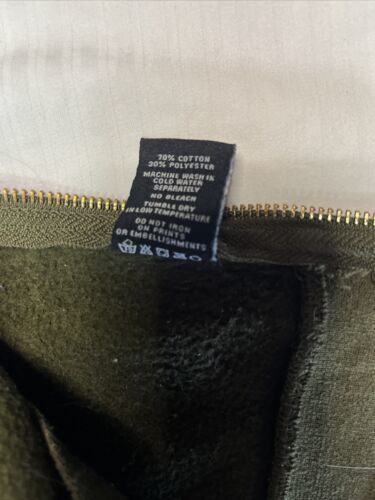 70% COTTON
30% POLYESTER
MACHINE WASH IN
COLD WATER
SEPARATELY
NO BLEACH
TUMBLE DRY
IN LOW TEMPERATURE
DO NOT IRON
ON PRINTS
OR EMBELLISHMENTS